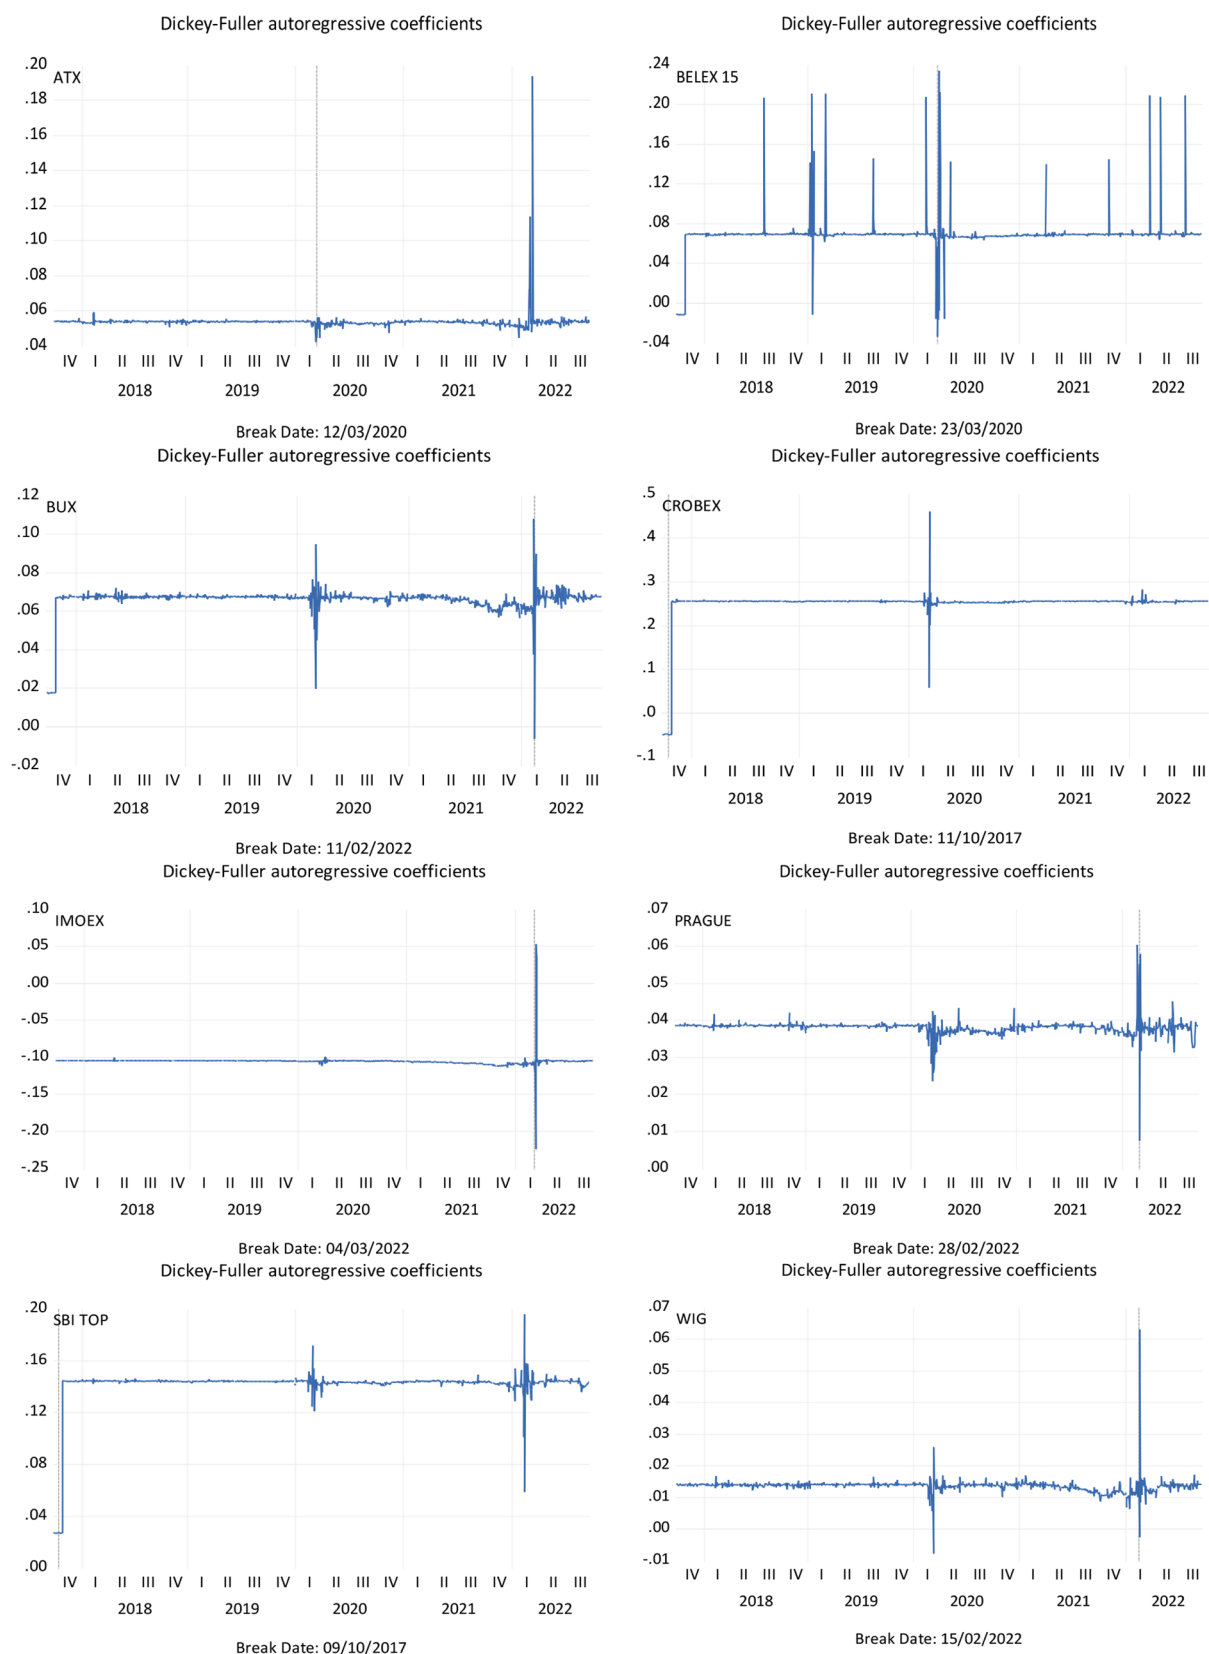 Dickey-Fuller autoregressive coefficients
ATX
.20
.18
.16
.14
.12
.10
.08
.06
.04
IV I II III IV I II III IV I II III IV I II III IV I II III
2018 2019 2020 2021 2022
Break Date: 12/03/2020
Dickey-Fuller autoregressive coefficients
BELEX 15
.24
.20
.16
.12
.08
.04
.00
-.04
IV I II III IV I II III IV I II III IV I II III IV I II III
2018 2019 2020 2021 2022
Break Date: 23/03/2020
Dickey-Fuller autoregressive coefficients
BUX
.12
.10
.08
.06
.04
.02
.00
-.02
IV I II III IV I II III IV I II III IV I II III IV I II III
2018 2019 2020 2021 2022
Break Date: 11/02/2022
Dickey-Fuller autoregressive coefficients
CROBEX
.5
.4
.3
.2
.1
.0
-.1
IV I II III IV I II III IV I II III IV I II III IV I II III
2018 2019 2020 2021 2022
Break Date: 11/10/2017
Dickey-Fuller autoregressive coefficients
IMOEX
.10
.05
.00
-.05
-.10
-.15
-.20
-.25
IV I II III IV I II III IV I II III IV I II III IV I II III
2018 2019 2020 2021 2022
Break Date: 04/03/2022
Dickey-Fuller autoregressive coefficients
PRAGUE
.07
.06
.05
.04
.03
.02
.01
.00
IV I II III IV I II III IV I II III IV I II III IV I II III
2018 2019 2020 2021 2022
Break Date: 28/02/2022
Dickey-Fuller autoregressive coefficients
SBI TOP
.20
.16
.12
.08
.04
.00
IV I II III IV I II III IV I II III IV I II III IV I II III
2018 2019 2020 2021 2022
Break Date: 09/10/2017
Dickey-Fuller autoregressive coefficients
WIG
.07
.06
.05
.04
.03
.02
.01
.00
-.01
IV I II III IV I II III IV I II III IV I II III IV I II III
2018 2019 2020 2021 2022
Break Date: 15/02/2022